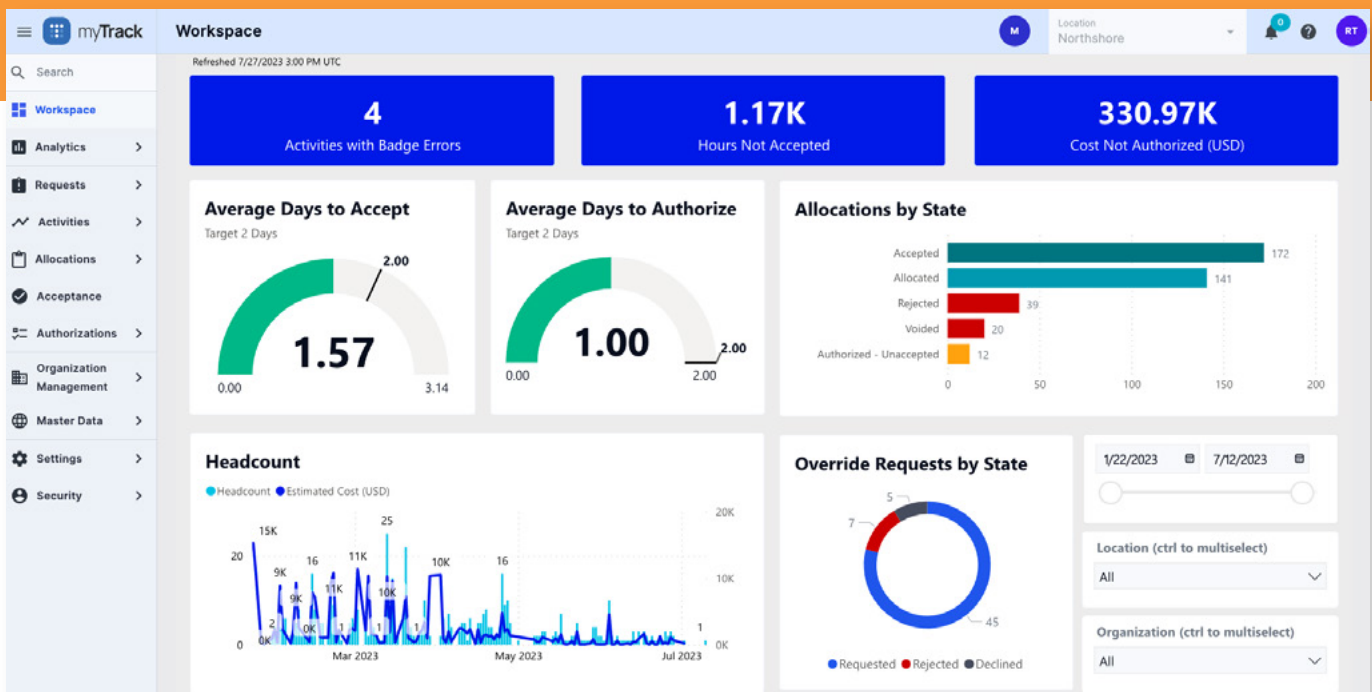 myTrack
Workspace
M
Location
Northshore
0
RT
Search
Workspace
Analytics
Requests
Activities
Allocations
Acceptance
Authorizations
Organization
Management
Master Data
Settings
Security
Refreshed 7/27/2023 3:00 PM UTC
4
Activities with Badge Errors
1.17K
Hours Not Accepted
330.97K
Cost Not Authorized (USD)
Average Days to Accept
Target 2 Days
2.00
1.57
0.00
3.14
Average Days to Authorize
Target 2 Days
1.00
2.00
0.00
2.00
Allocations by State
Accepted
172
Allocated
141
Rejected
39
Voided
20
Authorized - Unaccepted
12
0
50
100
150
200
Headcount
Headcount
Estimated Cost (USD)
20
0
15K
9K
2
0K
9K
16
0K
11K
1
11K
25
10K
1
1
10K
16
1
20K
10K
0K
Mar 2023
May 2023
Jul 2023
Override Requests by State
5
7
45
Requested
Rejected
Declined
1/22/2023
7/12/2023
Location (ctrl to multiselect)
All
Organization (ctrl to multiselect)
All